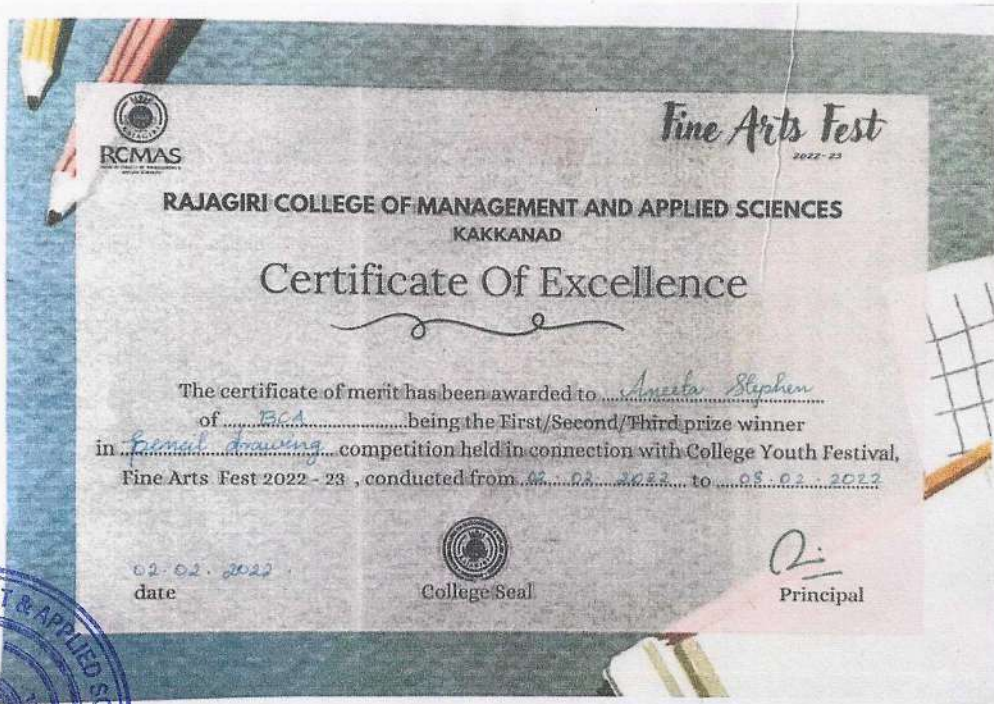 RCMAS
Fine Arts Fest
2022-23
RAJAGIRI COLLEGE OF MANAGEMENT AND APPLIED SCIENCES
KAKKANAD
Certificate Of Excellence
The certificate of merit has been awarded to Aneeta Stephen
of BCA being the First/Second/Third prize winner
in Pencil drawing competition held in connection with College Youth Festival,
Fine Arts Fest 2022 - 23 , conducted from 02.02.2022 to 03.02.2022
02.02.2022.
date
College Seal
Principal
T & APPLIED SC